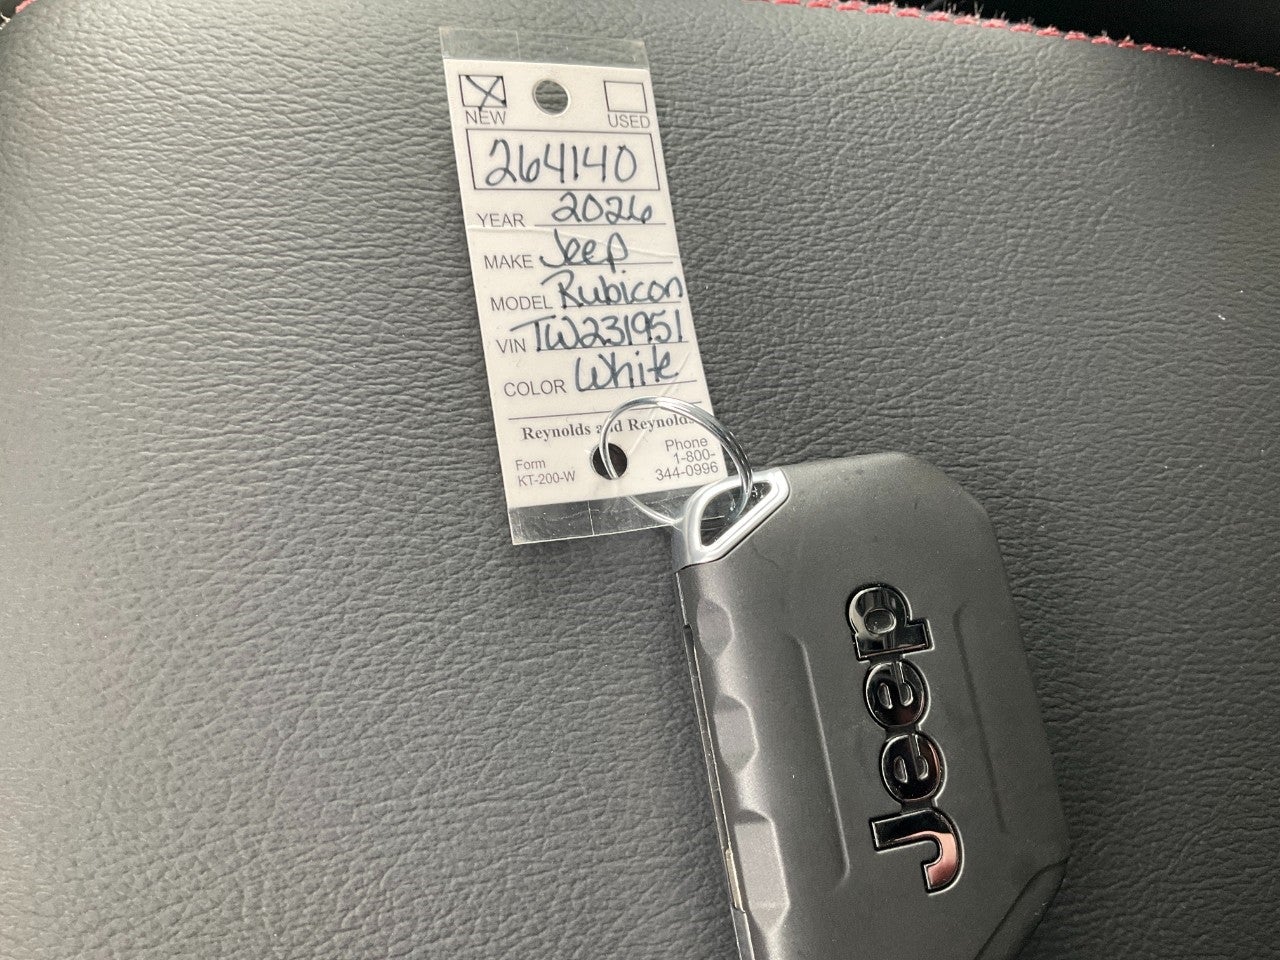 NEW USED
264140
YEAR 2026
MAKE Jeep
MODEL Rubicon
VIN TW231951
COLOR White
Reynolds and Reynolds
Form
KT-200-W
Phone
1-800-
344-0996
Jeep